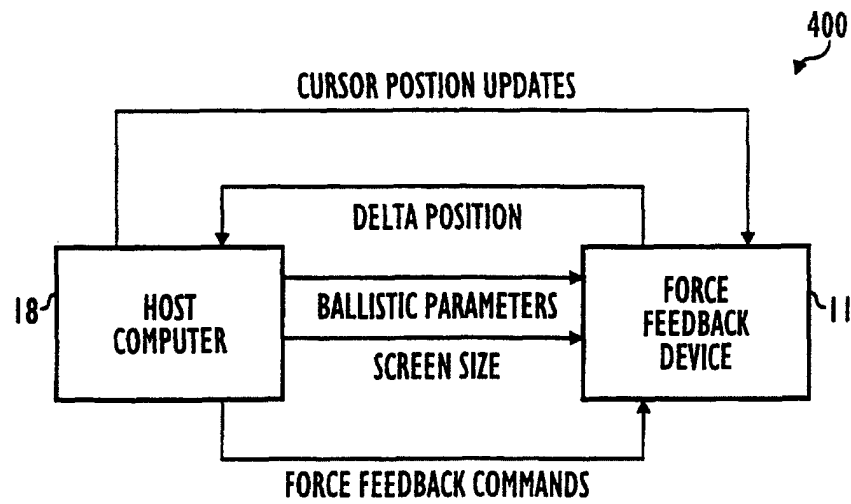 400
CURSOR POSTION UPDATES
DELTA POSITION
18
HOST
COMPUTER
BALLISTIC PARAMETERS
SCREEN SIZE
FORCE
FEEDBACK
DEVICE
11
FORCE FEEDBACK COMMANDS